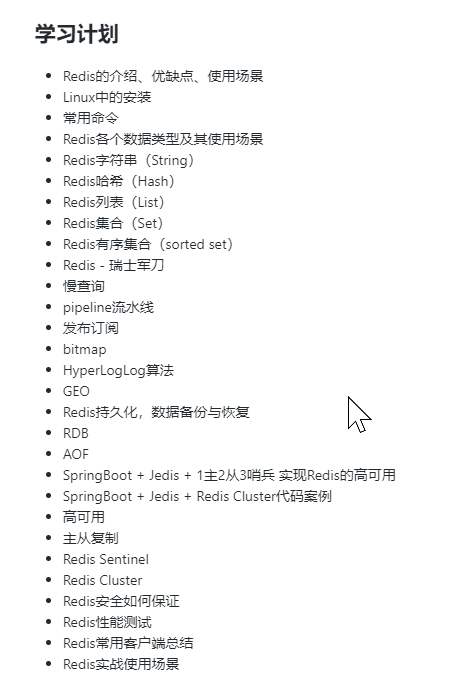 学习计划
Redis的介绍、优缺点、使用场景
Linux中的安装
常用命令
Redis各个数据类型及其使用场景
Redis字符串（String）
Redis哈希（Hash）
Redis列表（List）
Redis集合（Set）
Redis有序集合（sorted set）
Redis - 瑞士军刀
慢查询
pipeline流水线
发布订阅
bitmap
HyperLogLog算法
GEO
Redis持久化，数据备份与恢复
RDB
AOF
SpringBoot + Jedis + 1主2从3哨兵 实现Redis的高可用
SpringBoot + Jedis + Redis Cluster代码案例
高可用
主从复制
Redis Sentinel
Redis Cluster
Redis安全如何保证
Redis性能测试
Redis常用客户端总结
Redis实战使用场景